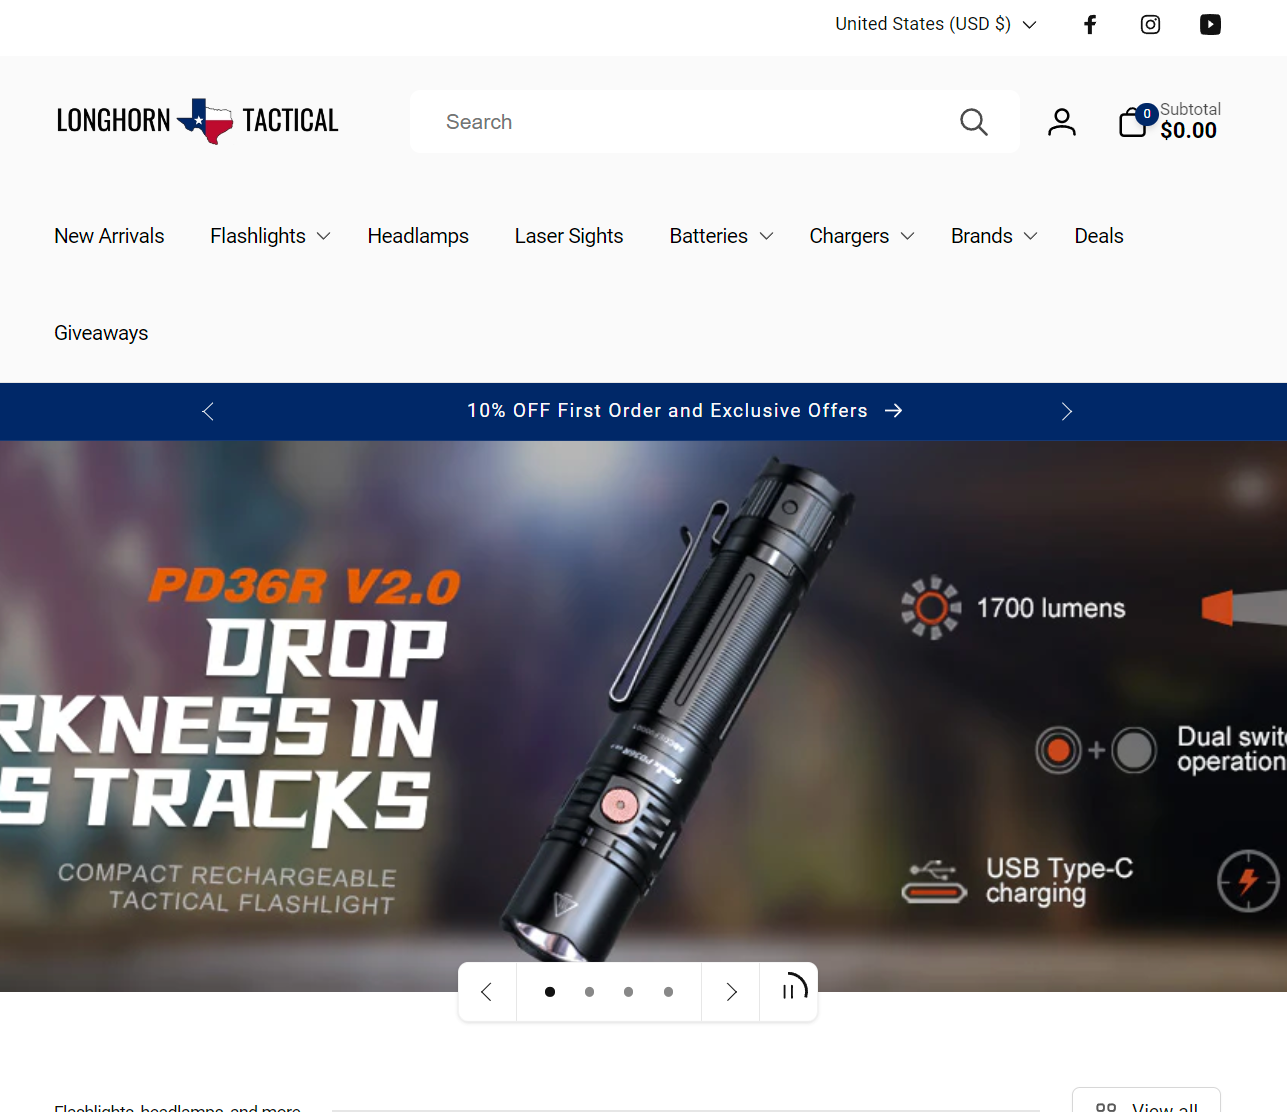 United States (USD $)
LONGHORN TACTICAL
Search
0
Subtotal
$0.00
New Arrivals
Flashlights
Headlamps
Laser Sights
Batteries
Chargers
Brands
Deals
Giveaways
10% OFF First Order and Exclusive Offers
PD36R V2.0
DROP
RKNESS IN
S TRACKS
COMPACT RECHARGEABLE
TACTICAL FLASHLIGHT
1700 lumens
Dual swit
operation
USB Type-C
charging
Flashlights, headlamps, and more
View all